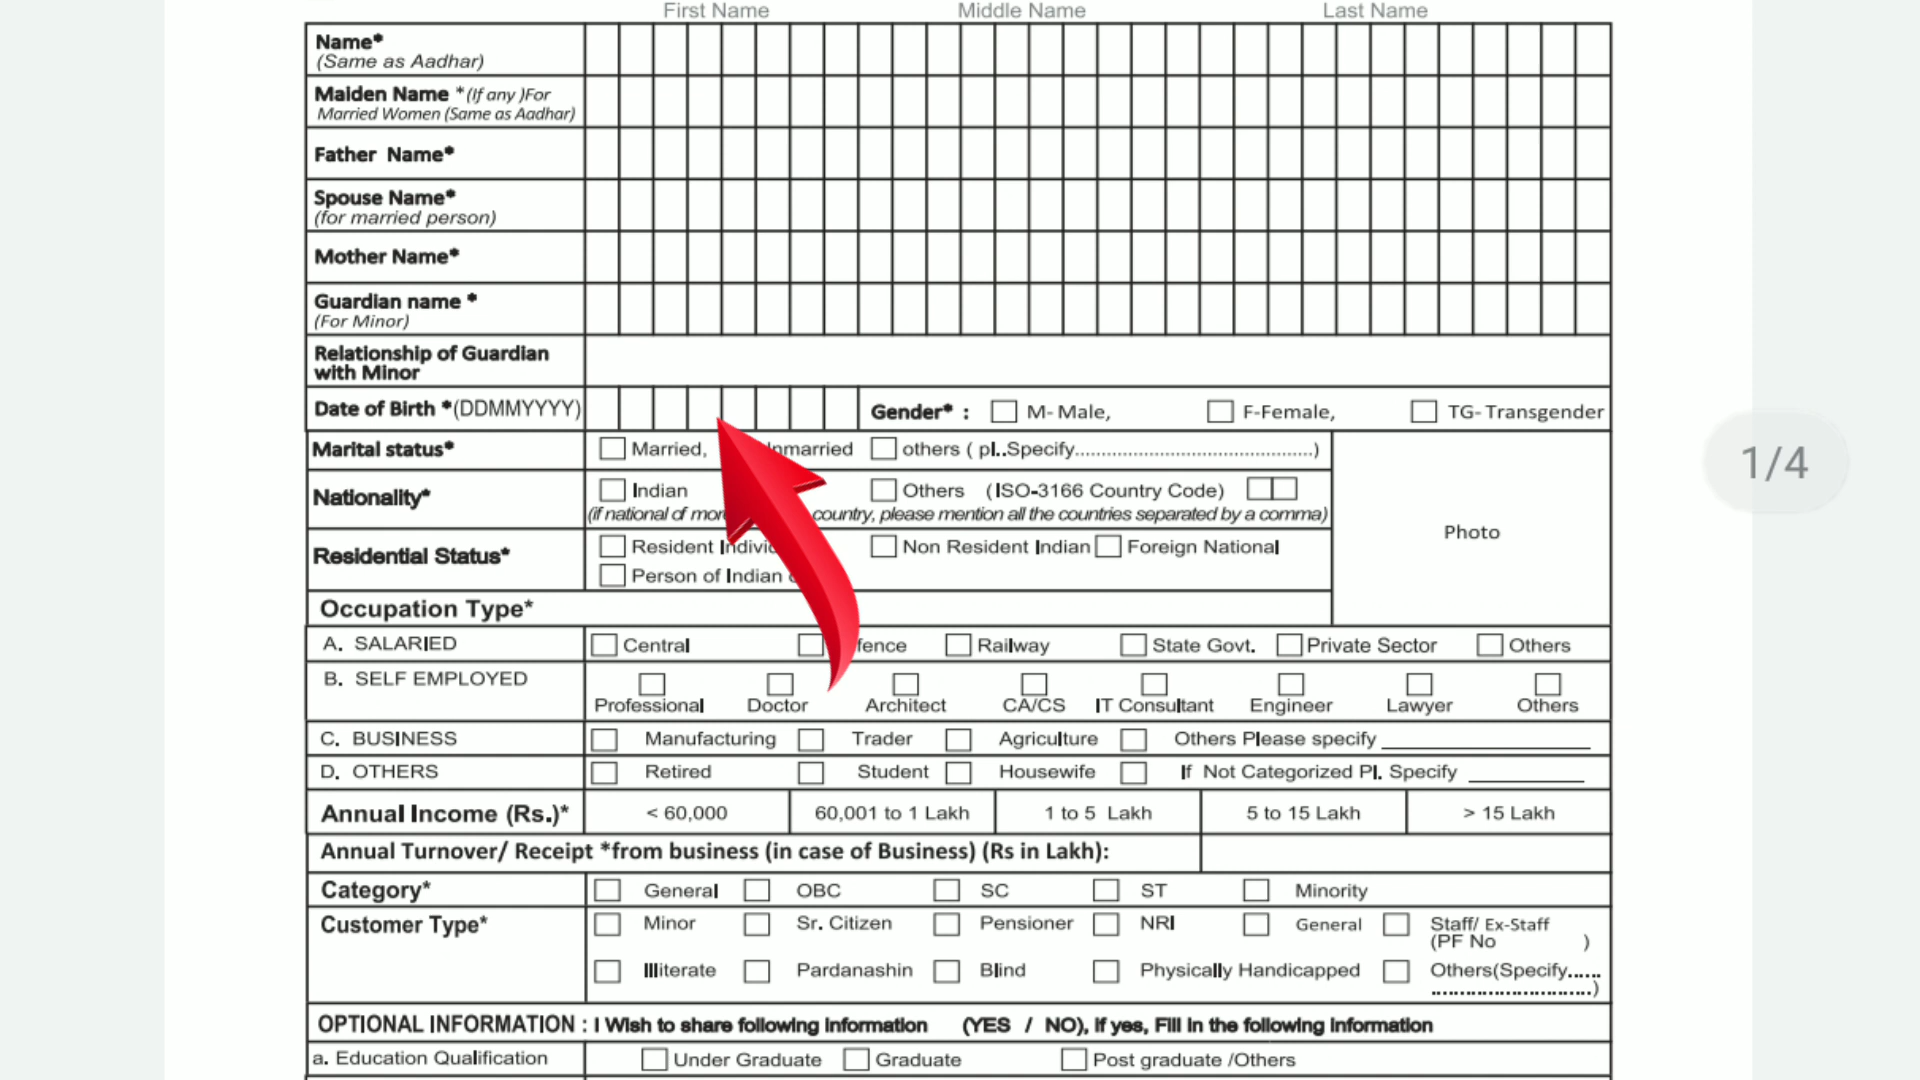 First Name Middle Name Last Name
Name*
(Same as Aadhar)
Maiden Name *(If any )For
Married Women (Same as Aadhar)
Father Name*
Spouse Name*
(for married person)
Mother Name*
Guardian name *
(For Minor)
Relationship of Guardian
with Minor
Date of Birth *(DDMMYYYY) Gender* : M- Male, F-Female, TG- Transgender
Marital status* Married, nmarried others ( pl..Specify............................................)
Nationality* Indian Others (ISO-3166 Country Code)
(if national of country, please mention all the countries separated by a comma)
Photo
Residential Status* Resident Non Resident Indian Foreign National
Person of Indian
Occupation Type*
A. SALARIED Central fence Railway State Govt. Private Sector Others
B. SELF EMPLOYED
Professional Doctor Architect CA/CS IT Consultant Engineer Lawyer Others
C. BUSINESS Manufacturing Trader Agriculture Others Please specify
D. OTHERS Retired Student Housewife If Not Categorized Pl. Specify
Annual Income (Rs.)* < 60,000 60,001 to 1 Lakh 1 to 5 Lakh 5 to 15 Lakh > 15 Lakh
Annual Turnover/ Receipt *from business (in case of Business) (Rs in Lakh):
Category* General OBC SC ST Minority
Customer Type* Minor Sr. Citizen Pensioner NRI General Staff/ Ex-Staff
(PF No )
Illiterate Pardanashin Blind Physically Handicapped Others(Specify......
............................)
OPTIONAL INFORMATION : I Wish to share following information (YES / NO), if yes, Fill in the following Information
a. Education Qualification Under Graduate Graduate Post graduate /Others
1/4